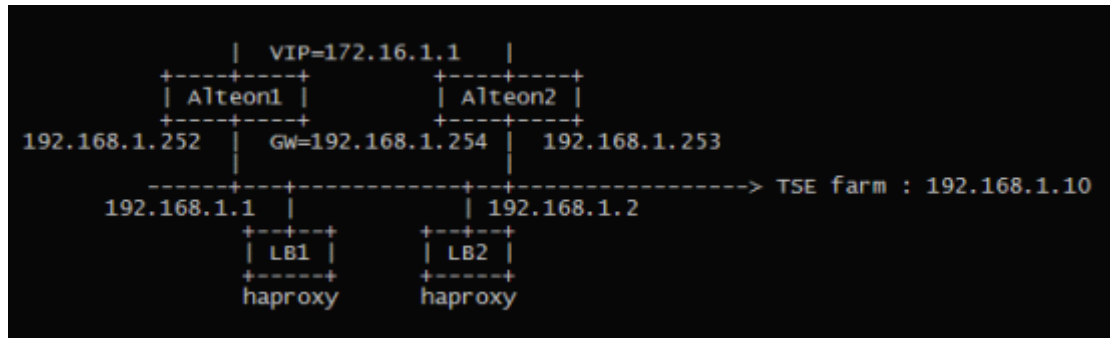 |  VIP=172.16.1.1   |
+----+----+           +----+----+
| Alteon1 |           | Alteon2 |
+----+----+           +----+----+
192.168.1.252  |  GW=192.168.1.254  |  192.168.1.253
|                      |
------+---+------------+--+-----------------> TSE farm : 192.168.1.10
192.168.1.1  |            | 192.168.1.2
+--+--+      +--+--+
| LB1 |      | LB2 |
+-----+      +-----+
haproxy      haproxy